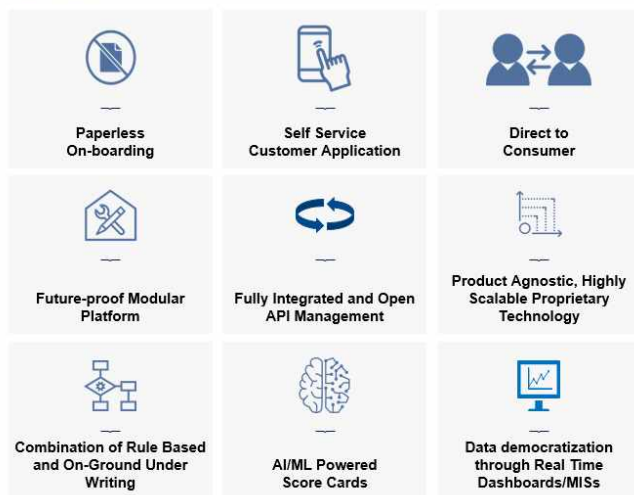 Paperless
On-boarding
Self Service
Customer Application
Direct to
Consumer
Future-proof Modular
Platform
Fully Integrated and Open
API Management
Product Agnostic, Highly
Scalable Proprietary
Technology
Combination of Rule Based
and On-Ground Under
Writing
AI/ML Powered
Score Cards
Data democratization
through Real Time
Dashboards/MISs